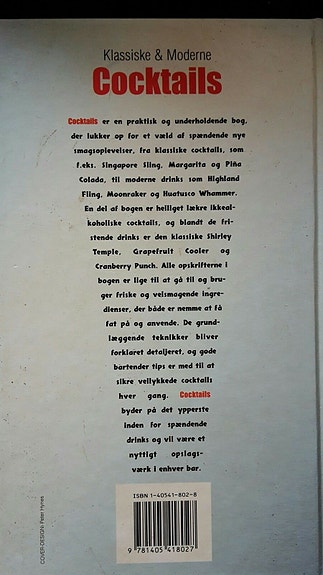 Klassiske & Moderne
Cocktails
Cocktails er en praktisk og underholdende bog,
der lukker op for et væld af spændende nye
smagsoplevelser, fra klassiske cocktails, som
f.eks. Singapore Sling, Margarita og Piña
Colada, til moderne drinks som Highland
Fling, Moonraker og Huatusco Whammer.
En del af bogen er helliget lækre ikkeal-
koholiske cocktails, og blandt de fri-
stende drinks er den klassiske Shirley
Temple, Grapefruit Cooler og
Cranberry Punch. Alle opskrifterne i
bogen er lige til at gå til og bru-
ger friske og velsmagende ingre-
dienser, der både er nemme at få
fat på og anvende. De grund-
læggende teknikker bliver
forklaret detaljeret, og gode
bartender tips er med til at
sikre vellykkede cocktails
hver gang. Cocktails
byder på det ypperste
inden for spændende
drinks og vil være et
nyttigt opslags-
værk i enhver bar.
ISBN 1-40541-802-8
9 781405 418027
COVER-DESIGN: Peter Hynes